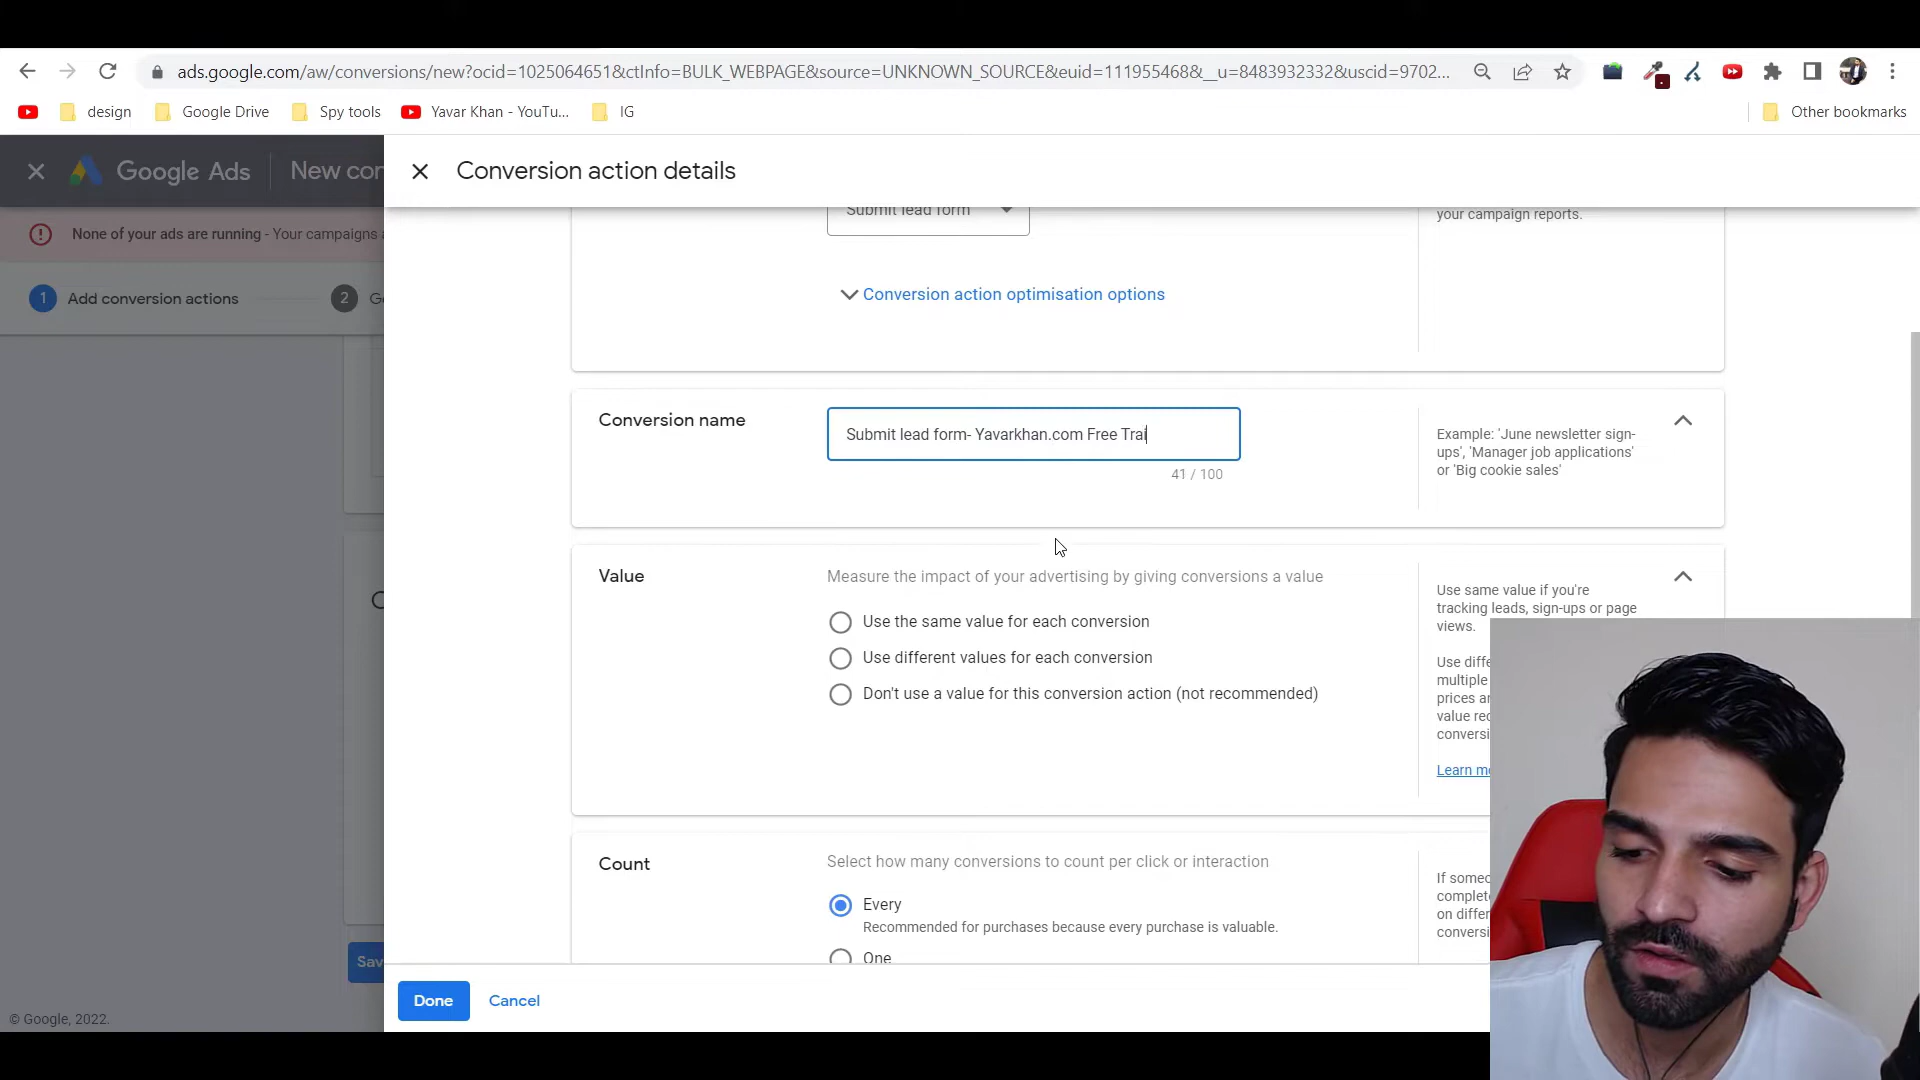 ads.google.com/aw/conversions/new?ocid=1025064651&ctInfo=BULK_WEBPAGE&source=UNKNOWN_SOURCE&euid=111955468&__u=8483932332&uscid=9702...
design
Google Drive
Spy tools
Yavar Khan - YouTu...
IG
Other bookmarks
Google Ads
New con
Conversion action details
None of your ads are running - Your campaigns a
1 Add conversion actions
2 G
Submit lead form
your campaign reports.
Conversion action optimisation options
Conversion name
Submit lead form- Yavarkhan.com Free Trai
41 / 100
Example: 'June newsletter sign-
ups', 'Manager job applications'
or 'Big cookie sales'
Value
Measure the impact of your advertising by giving conversions a value
Use the same value for each conversion
Use different values for each conversion
Don't use a value for this conversion action (not recommended)
Use same value if you're
tracking leads, sign-ups or page
views.
Use diffe
multiple
prices a
value re
conversi
Learn m
Count
Select how many conversions to count per click or interaction
Every
Recommended for purchases because every purchase is valuable.
One
If someo
complet
on differ
conversi
Sav
Done
Cancel
© Google, 2022.